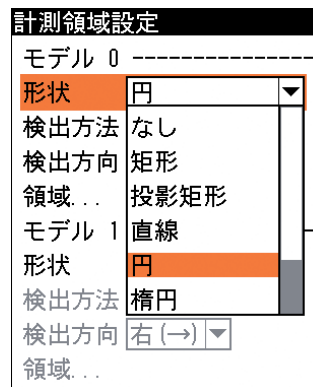 計測領域設定
モデル 0 ----------------
形状 円 ▼
検出方法 なし
検出方向 矩形
領域... 投影矩形
モデル 1 直線
形状 円
検出方法 楕円
検出方向 右 (→) ▼
領域...